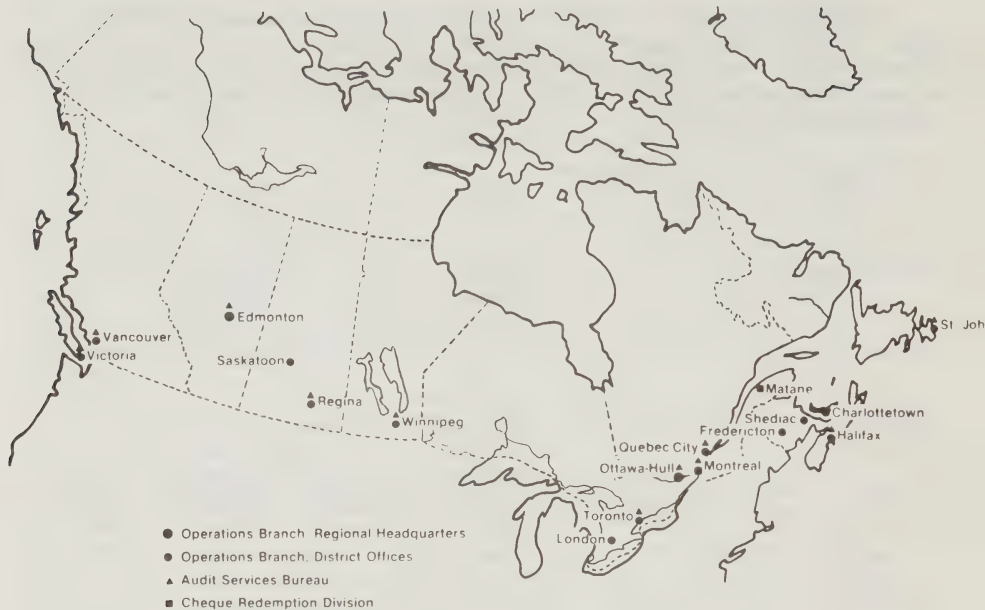 Edmonton
Vancouver
Victoria
Saskatoon
Regina
Winnipeg
St. Joh
Matane
Charlottetown
Shediac
Fredericton
Halifax
Quebec City
Ottawa-Hull
Montreal
Toronto
London
Operations Branch Regional Headquarters
Operations Branch, District Offices
Audit Services Bureau
Cheque Redemption Division